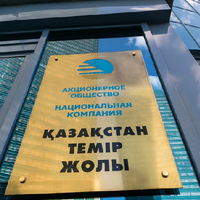 АКЦИОНЕРНОЕ
ОБЩЕСТВО
НАЦИОНАЛЬНАЯ
КОМПАНИЯ
ҚАЗАҚСТАН
ТЕМІР
ЖОЛЫ